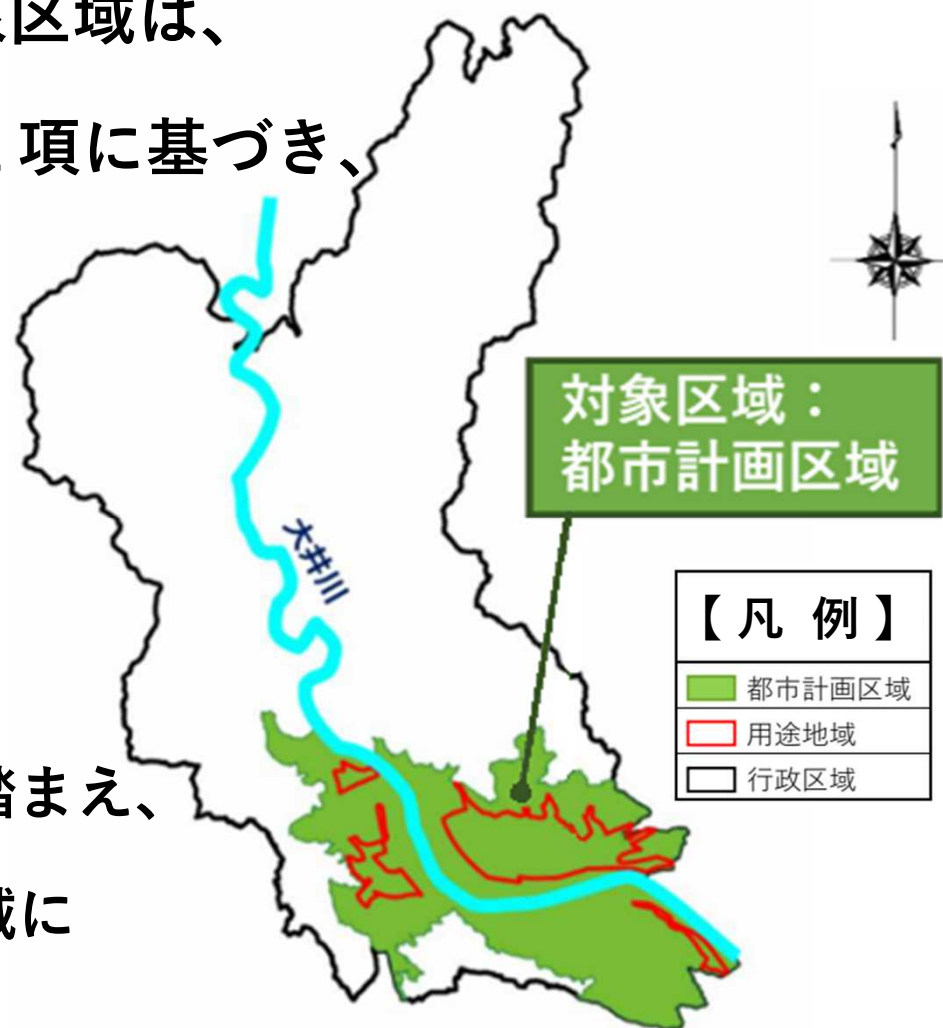 区域は、
項に基づき、
対象区域：
都市計画区域
大井川
【凡 例】
都市計画区域
用途地域
行政区域
踏まえ、
に